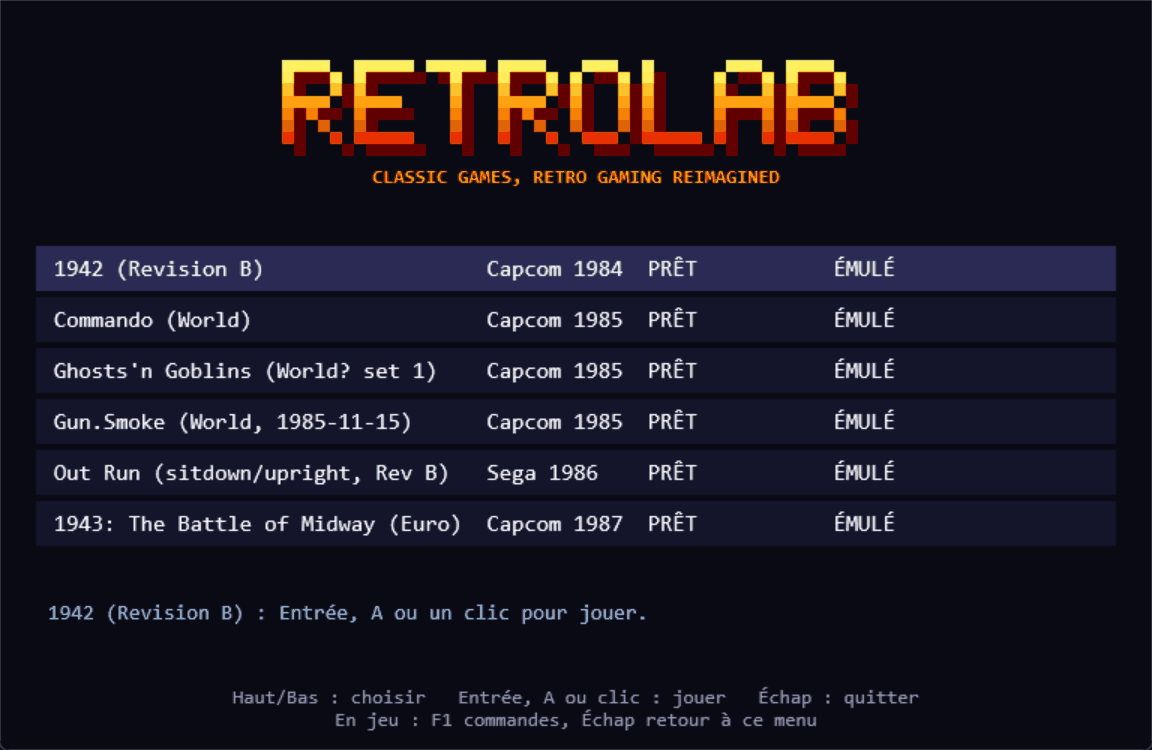 RETROLAB
CLASSIC GAMES, RETRO GAMING REIMAGINED
1942 (Revision B) Capcom 1984 PRÊT ÉMULÉ
Commando (World) Capcom 1985 PRÊT ÉMULÉ
Ghosts'n Goblins (World? set 1) Capcom 1985 PRÊT ÉMULÉ
Gun.Smoke (World, 1985-11-15) Capcom 1985 PRÊT ÉMULÉ
Out Run (sitdown/upright, Rev B) Sega 1986 PRÊT ÉMULÉ
1943: The Battle of Midway (Euro) Capcom 1987 PRÊT ÉMULÉ
1942 (Revision B) : Entrée, A ou un clic pour jouer.
Haut/Bas : choisir Entrée, A ou clic : jouer Échap : quitter
En jeu : F1 commandes, Échap retour à ce menu